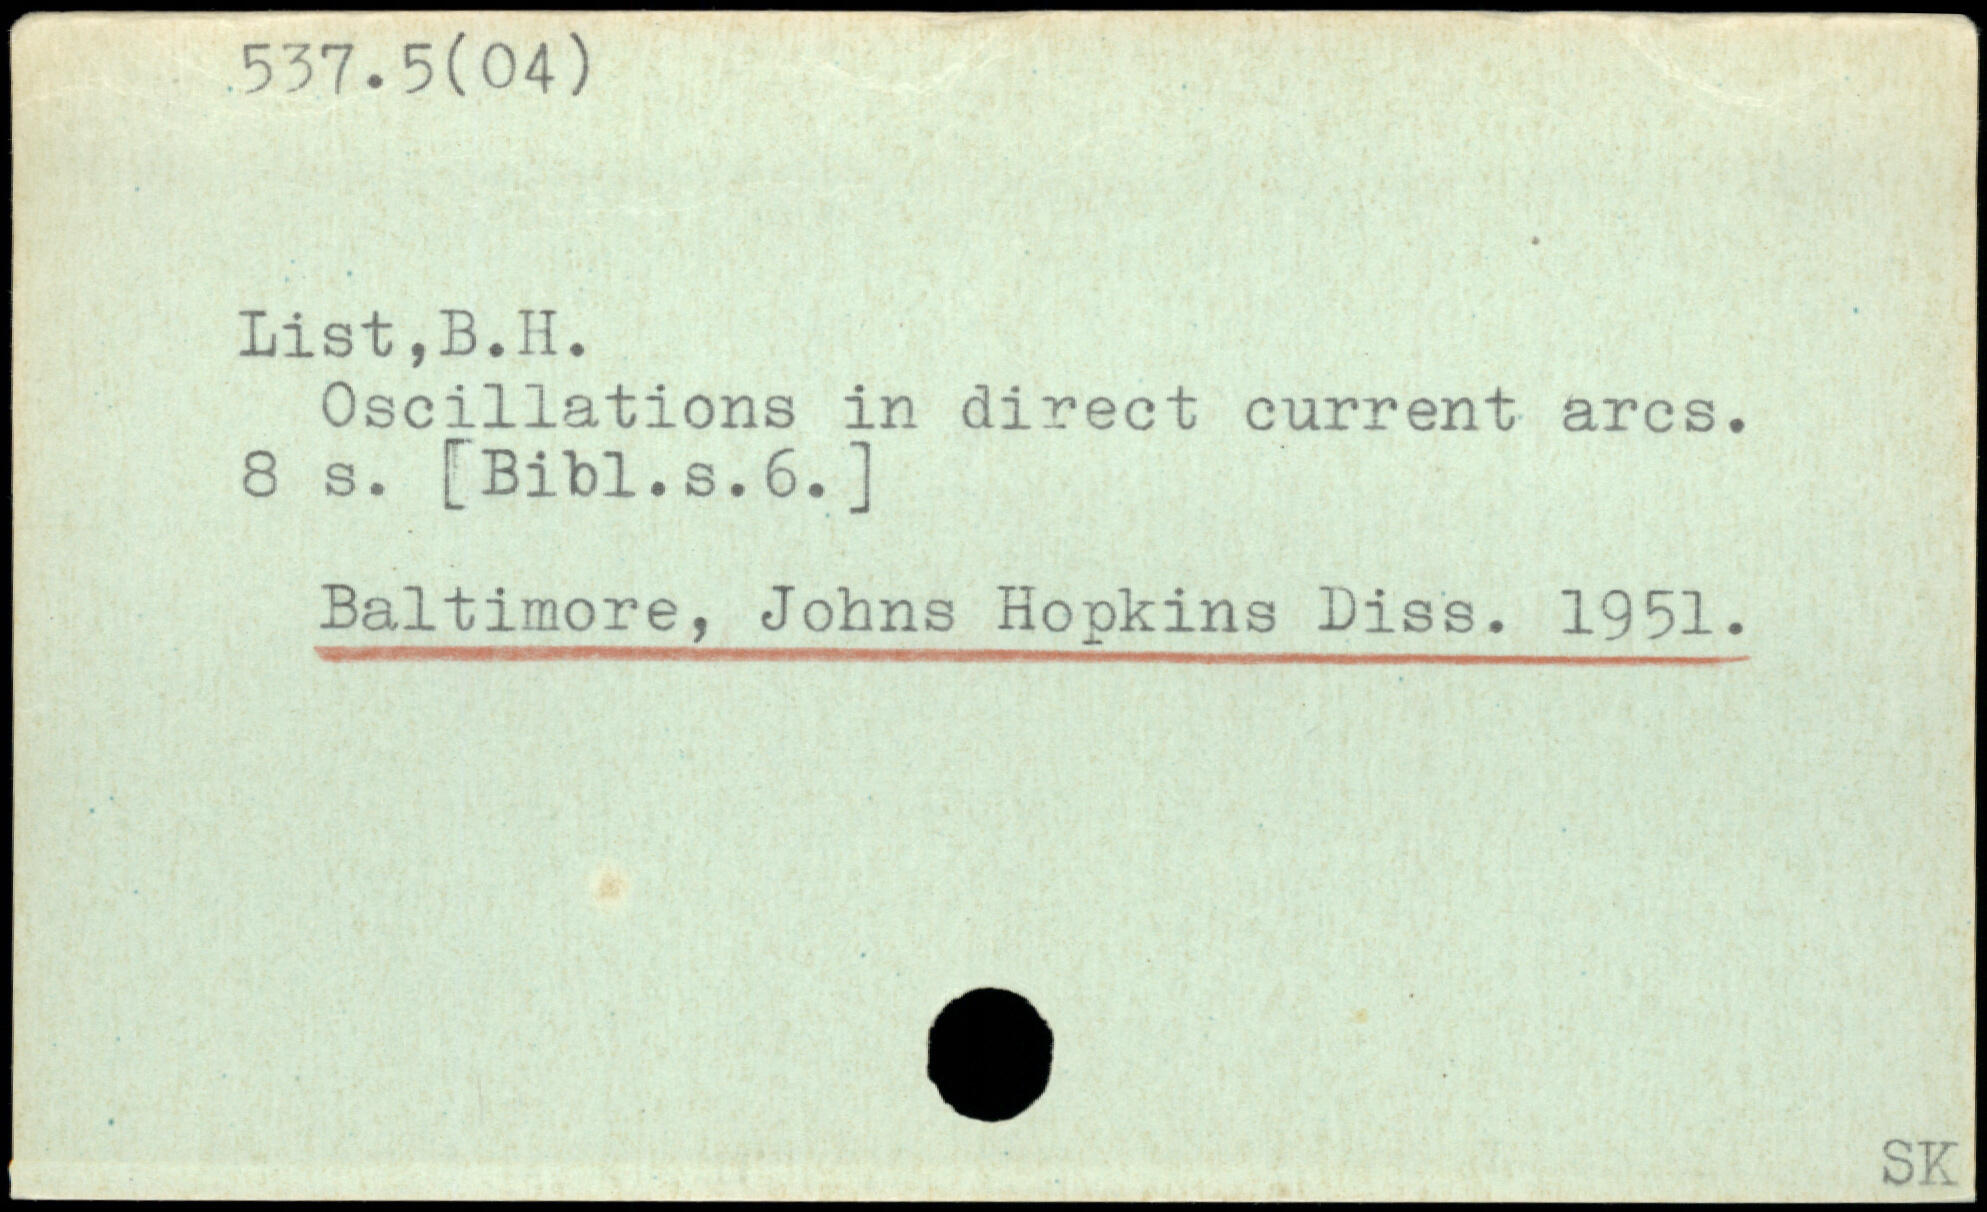 537.5(04)
List,B.H.
Oscillations in direct current arcs.
8 s. [Bibl.s.6.]
Baltimore, Johns Hopkins Diss. 1951.
SK